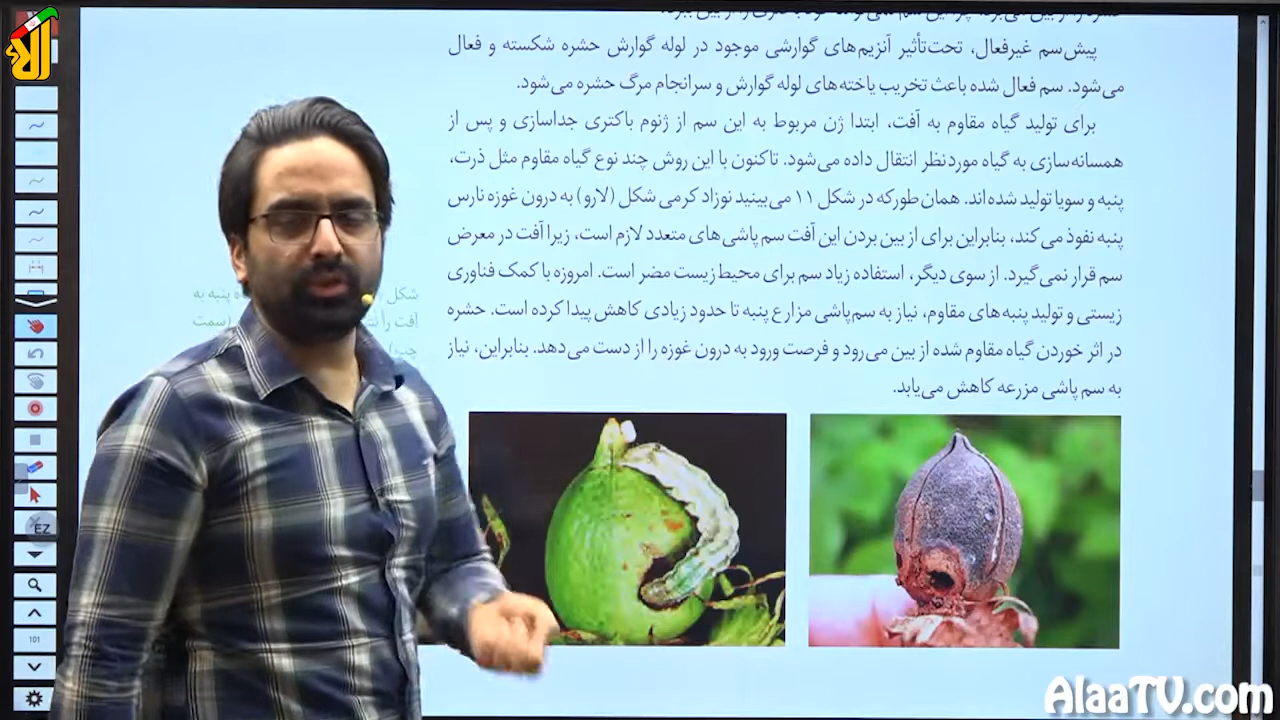 آلاء
پیش‌سم غیرفعال، تحت‌تأثیر آنزیم‌های گوارشی موجود در لوله گوارش حشره شکسته و فعال
می‌شود. سم فعال شده باعث تخریب یاخته‌های لوله گوارش و سرانجام مرگ حشره می‌شود.
برای تولید گیاه مقاوم به آفت، ابتدا ژن مربوط به این سم از ژنوم باکتری جداسازی و پس از
همسانه‌سازی به گیاه موردنظر انتقال داده می‌شود. تاکنون با این روش چند نوع گیاه مقاوم مثل ذرت،
پنبه و سویا تولید شده‌اند. همان‌طورکه در شکل ۱۱ می‌بینید نوزاد کرمی شکل (لارو) به درون غوزه نارس
پنبه نفوذ می‌کند، بنابراین برای از بین بردن این آفت سم‌پاشی‌های متعدد لازم است، زیرا آفت در معرض
سم قرار نمی‌گیرد. از سوی دیگر، استفاده زیاد سم برای محیط‌زیست مضر است. امروزه با کمک فناوری
زیستی و تولید پنبه‌های مقاوم، نیاز به سم‌پاشی مزارع پنبه تا حدود زیادی کاهش پیدا کرده است. حشره
در اثر خوردن گیاه مقاوم شده از بین می‌رود و فرصت ورود به درون غوزه را از دست می‌دهد. بنابراین، نیاز
به سم پاشی مزرعه کاهش می‌یابد.
شکل پنبه به
آفت را (سمت
چپ)
EZ
101
AlaaTV.com